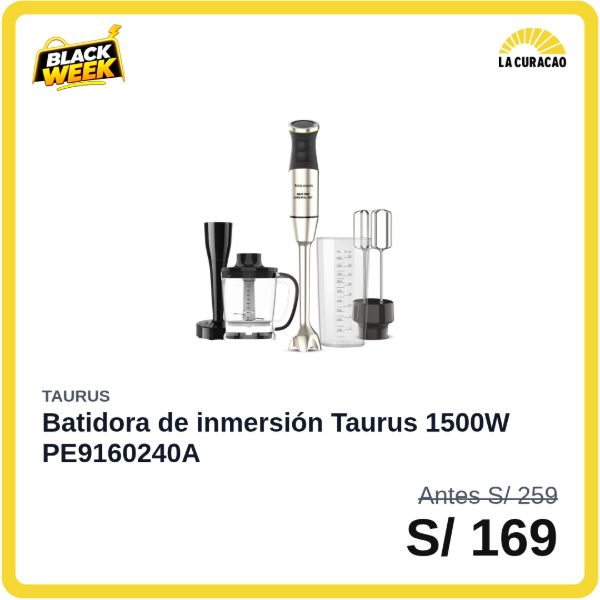 BLACK
WEEK
LA CURACAO
TAURUS
Batidora de inmersión Taurus 1500W
PE9160240A
Antes S/ 259
S/ 169